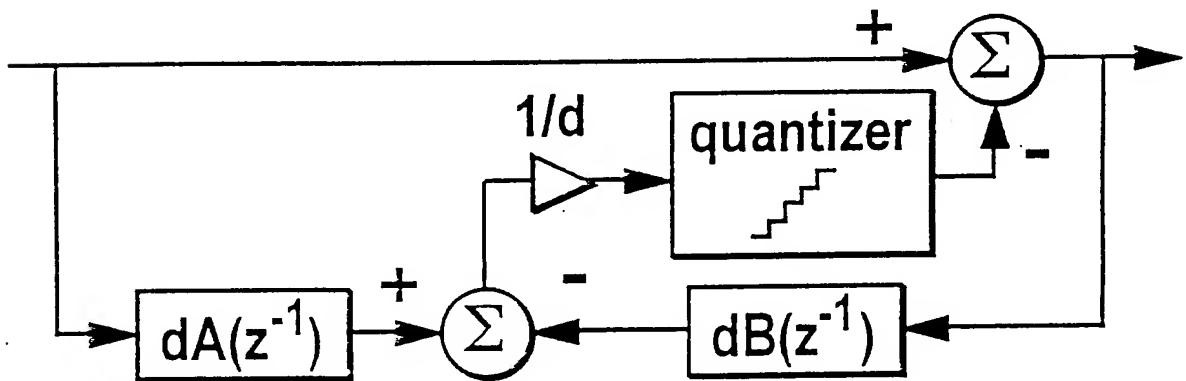 +
Σ
1/d
quantizer
-
+
-
dA(z⁻¹)
Σ
dB(z⁻¹)